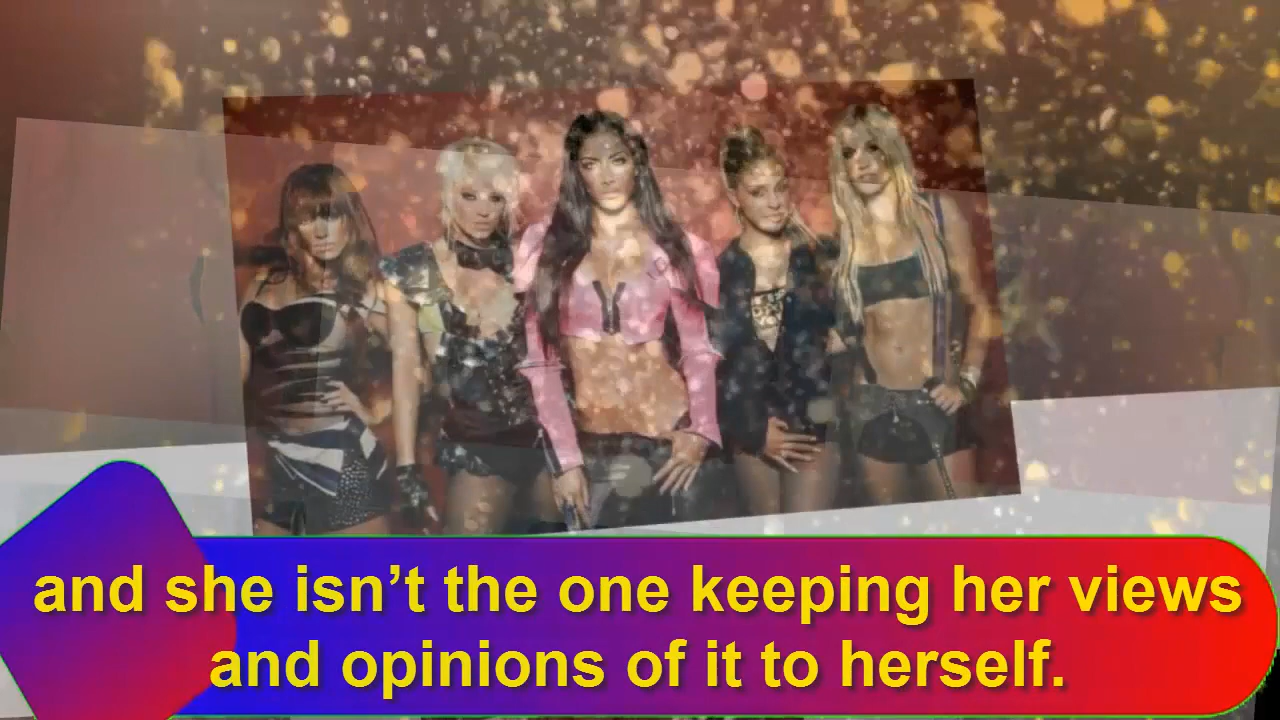 and she isn’t the one keeping her views
and opinions of it to herself.